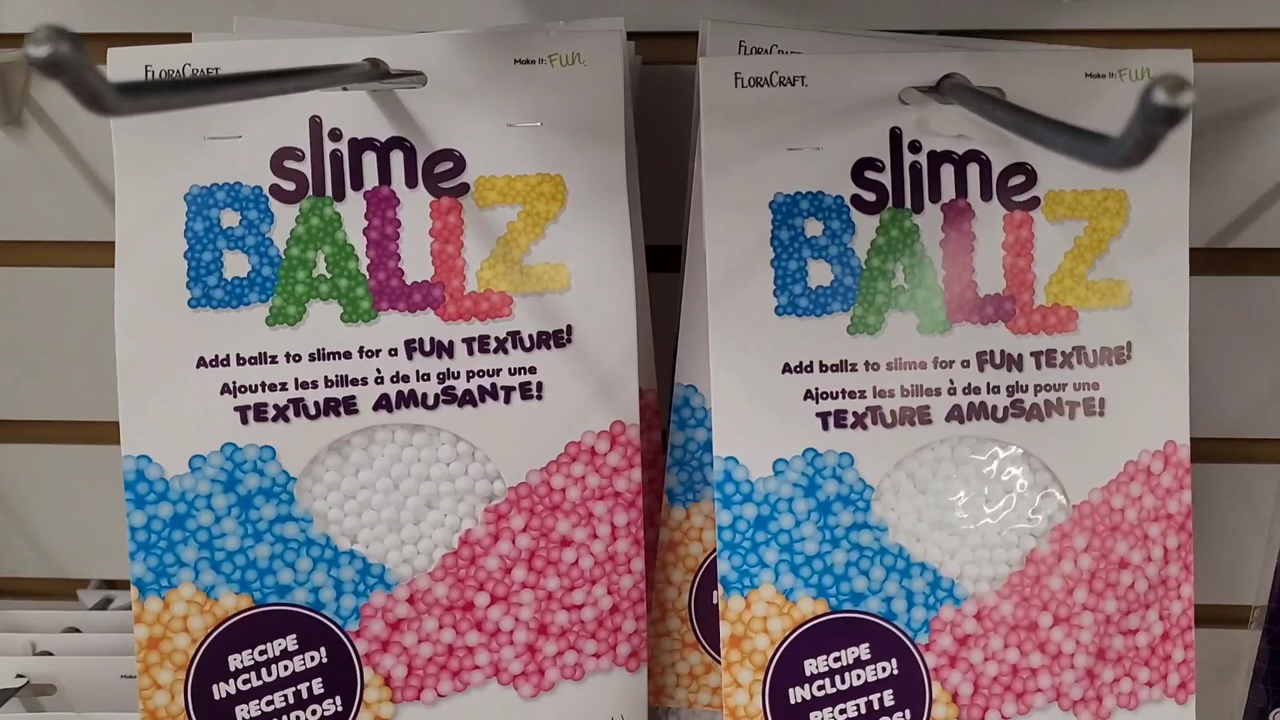 FLORACRAFT
Make It: Fun.
slime
BALLZ
Add ballz to slime for a FUN TEXTURE!
Ajoutez les billes à de la glu pour une
TEXTURE AMUSANTE!
RECIPE
INCLUDED!
RECETTE
FLORACRAFT
FLORACRAFT.
Make It: Fun
slime
BALLZ
Add ballz to slime for a FUN TEXTURE!
Ajoutez les billes à de la glu pour une
TEXTURE AMUSANTE!
RECIPE
INCLUDED!
RECETTE